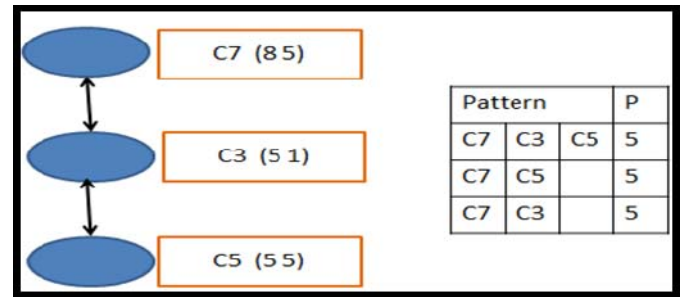 C7 (8 5)
C3 (5 1)
C5 (5 5)
Pattern P
C7 C3 C5 5
C7 C5 5
C7 C3 5